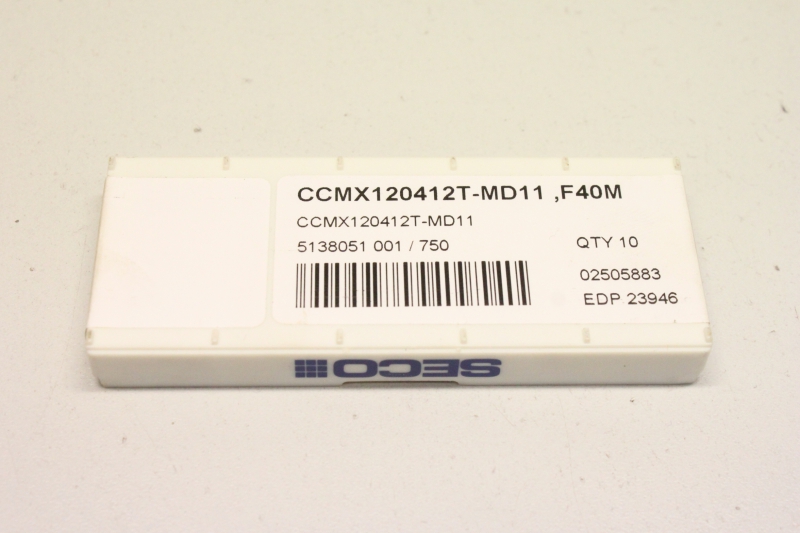 CCMX120412T-MD11 ,F40M
CCMX120412T-MD11
5138051 001 / 750
QTY 10
02505883
EDP 23946
SECO